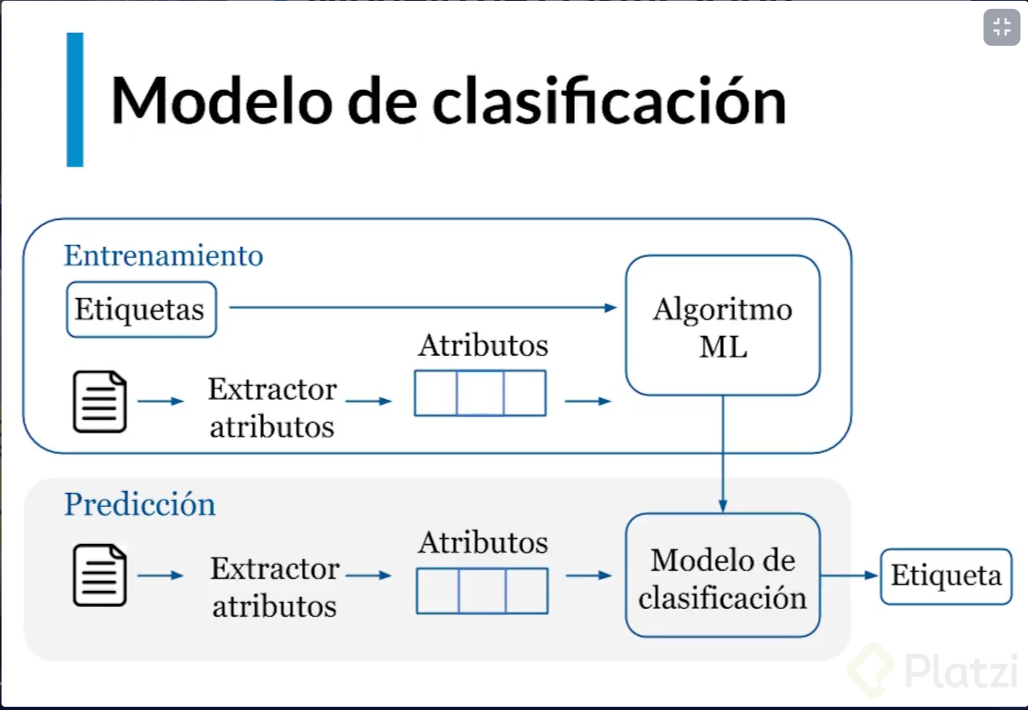 Modelo de clasificación
Entrenamiento
Etiquetas
Algoritmo
ML
Atributos
Extractor
atributos
Predicción
Atributos
Extractor
atributos
Modelo de
clasificación
Etiqueta
Platzi